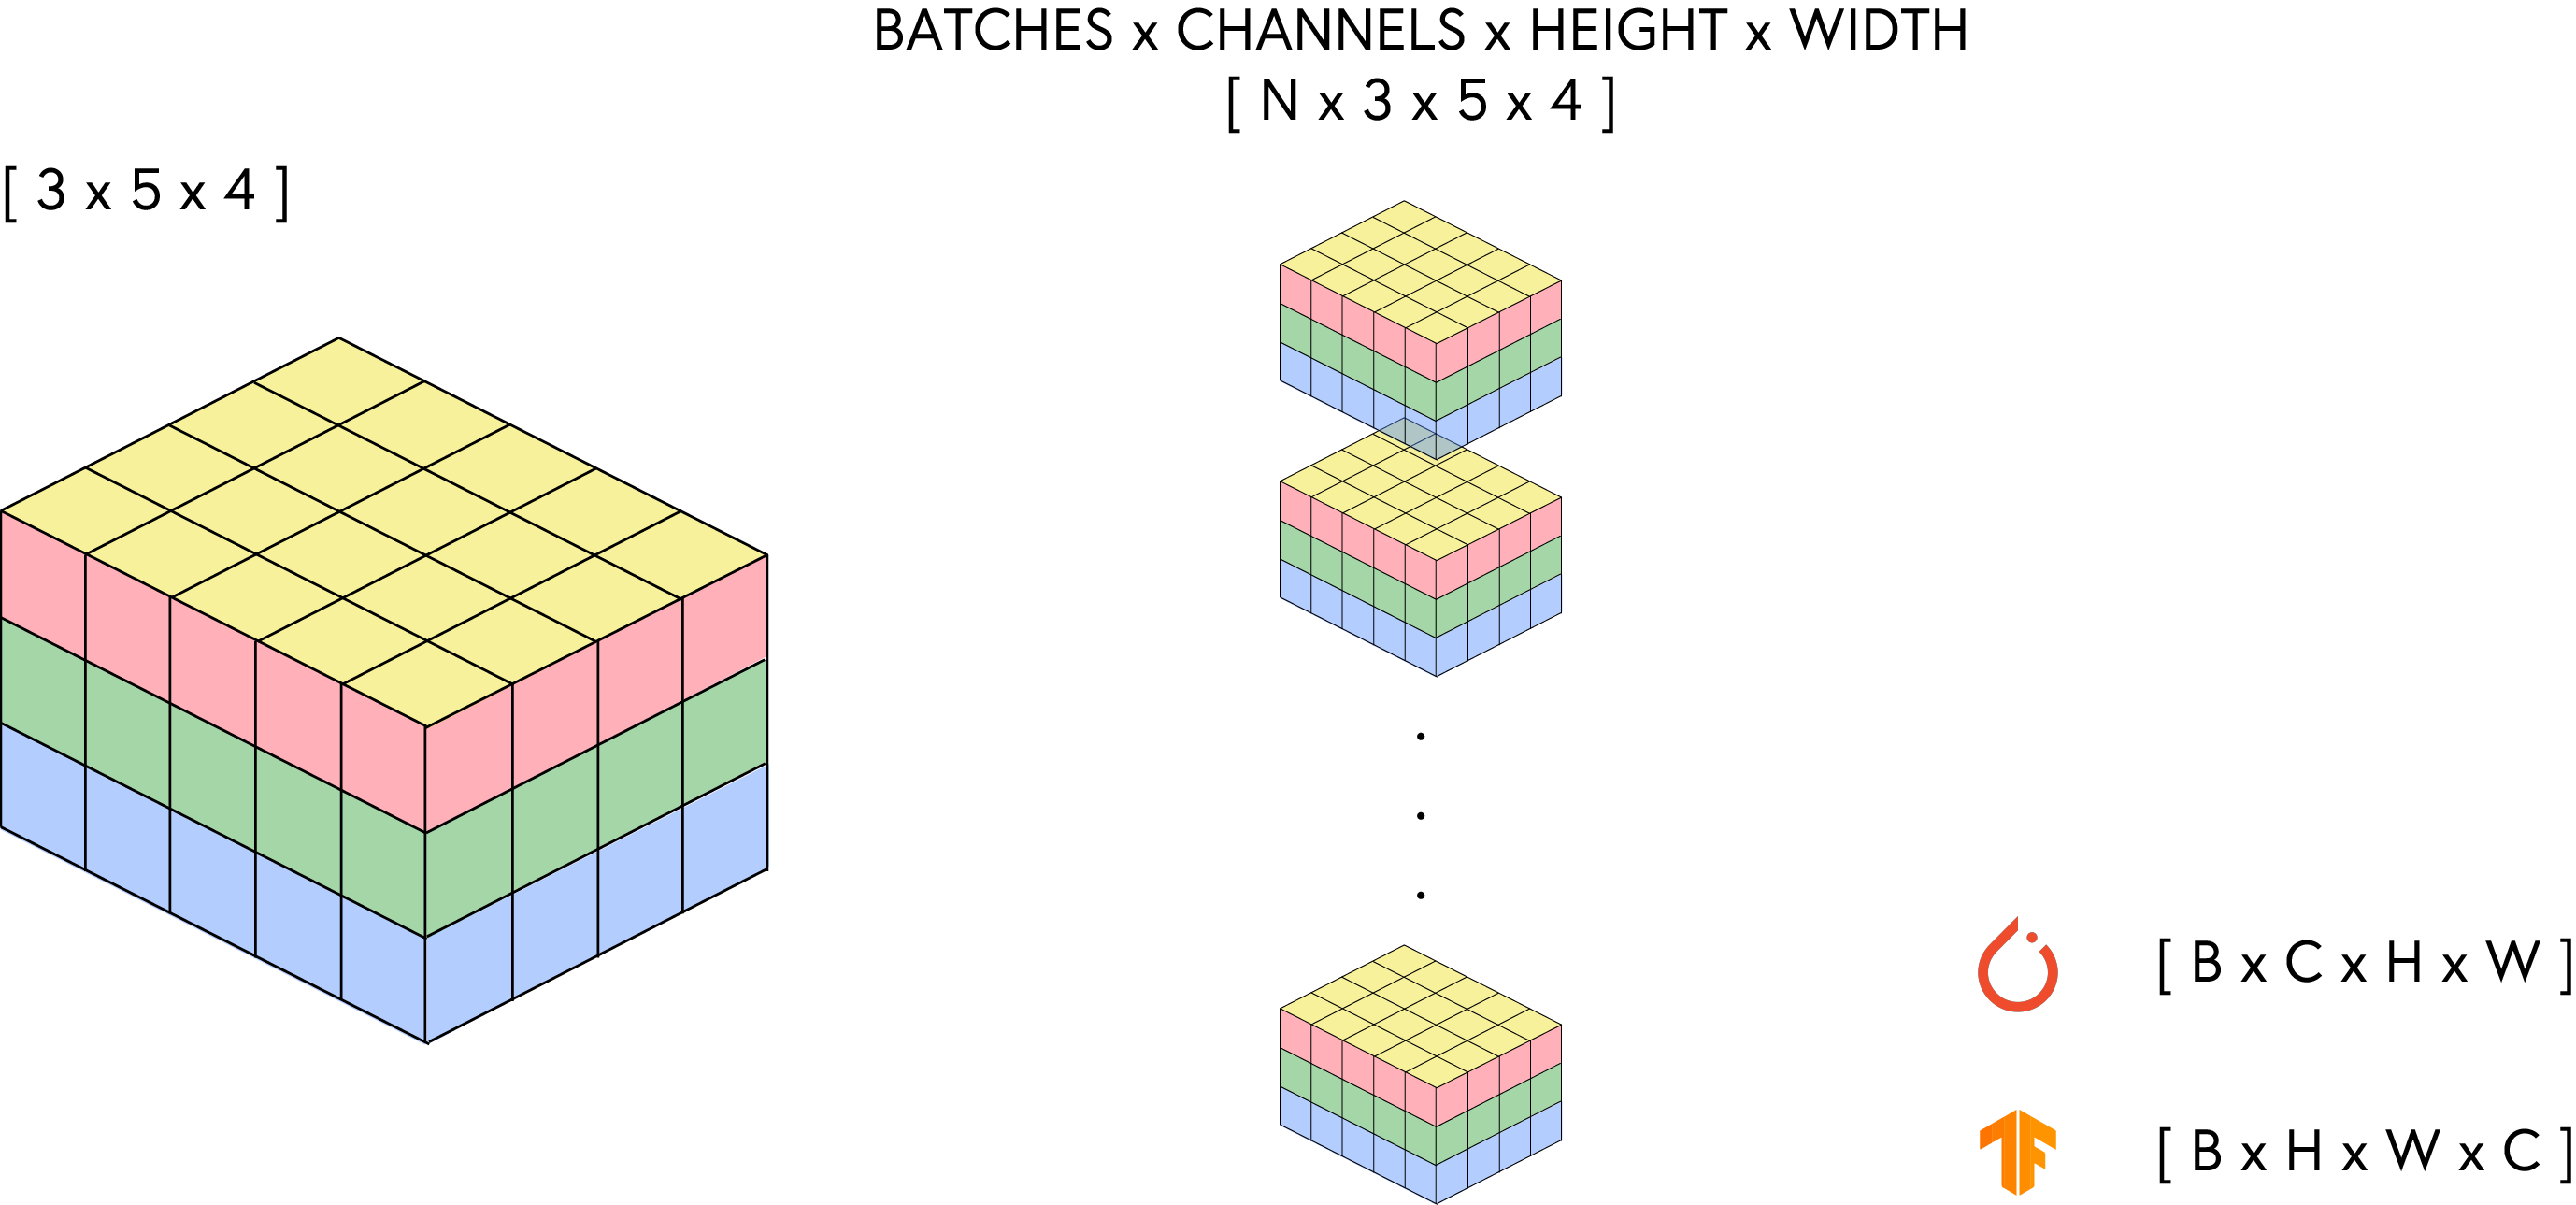 BATCHES x CHANNELS x HEIGHT x WIDTH
[ N x 3 x 5 x 4 ]
[ 3 x 5 x 4 ]
[ B x C x H x W ]
[ B x H x W x C ]